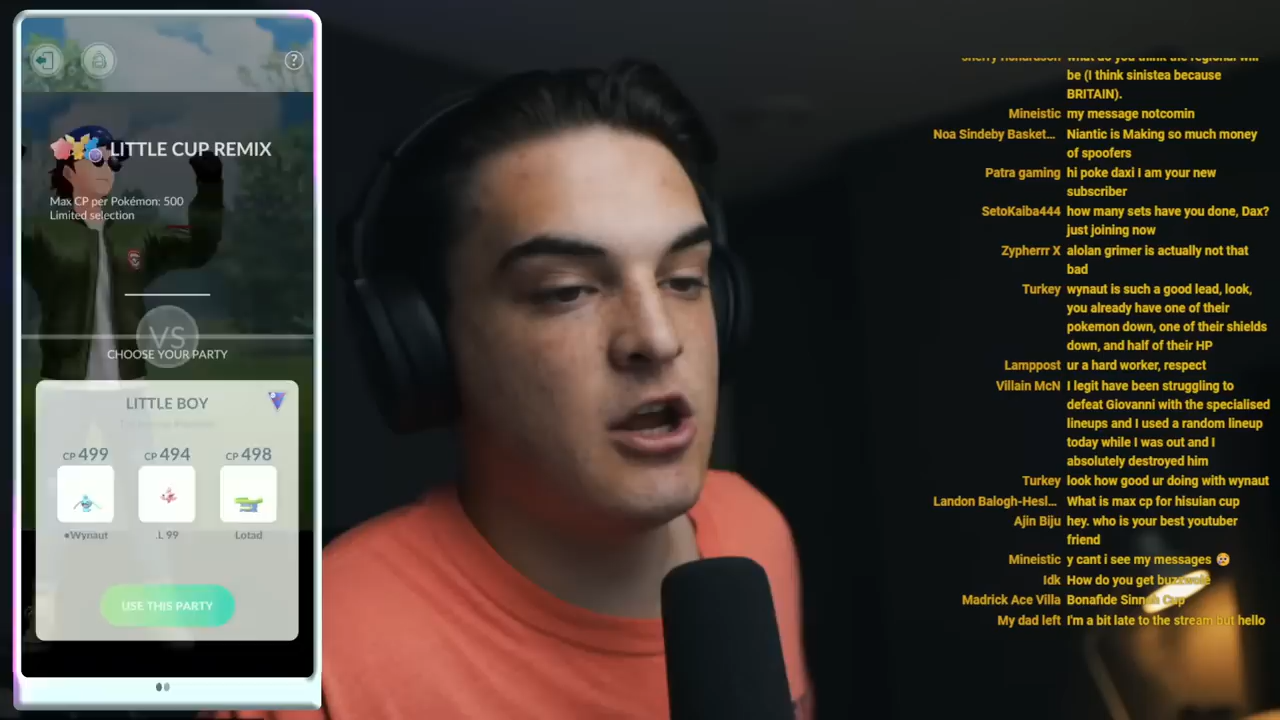 ?
LITTLE CUP REMIX
Max CP per Pokémon: 500
Limited selection
VS
CHOOSE YOUR PARTY
LITTLE BOY
CP 499
CP 494
CP 498
Wynaut
.L 99
Lotad
USE THIS PARTY
be (I think sinistea because
BRITAIN).
Mineistic my message notcomin
Noa Sindeby Basket... Niantic is Making so much money
of spoofers
Patra gaming hi poke daxi I am your new
subscriber
SetoKaiba444 how many sets have you done, Dax?
just joining now
Zypherrr X alolan grimer is actually not that
bad
Turkey wynaut is such a good lead, look,
you already have one of their
pokemon down, one of their shields
down, and half of their HP
Lamppost ur a hard worker, respect
Villain McN I legit have been struggling to
defeat Giovanni with the specialised
lineups and I used a random lineup
today while I was out and I
absolutely destroyed him
Turkey look how good ur doing with wynaut
Landon Balogh-Hesl... What is max cp for hisuian cup
Ajin Biju hey. who is your best youtuber
friend
Mineistic y cant i see my messages 😨
Idk How do you get buzzwole
Madrick Ace Villa Bonafide Sinnoh Cup
My dad left I'm a bit late to the stream but hello